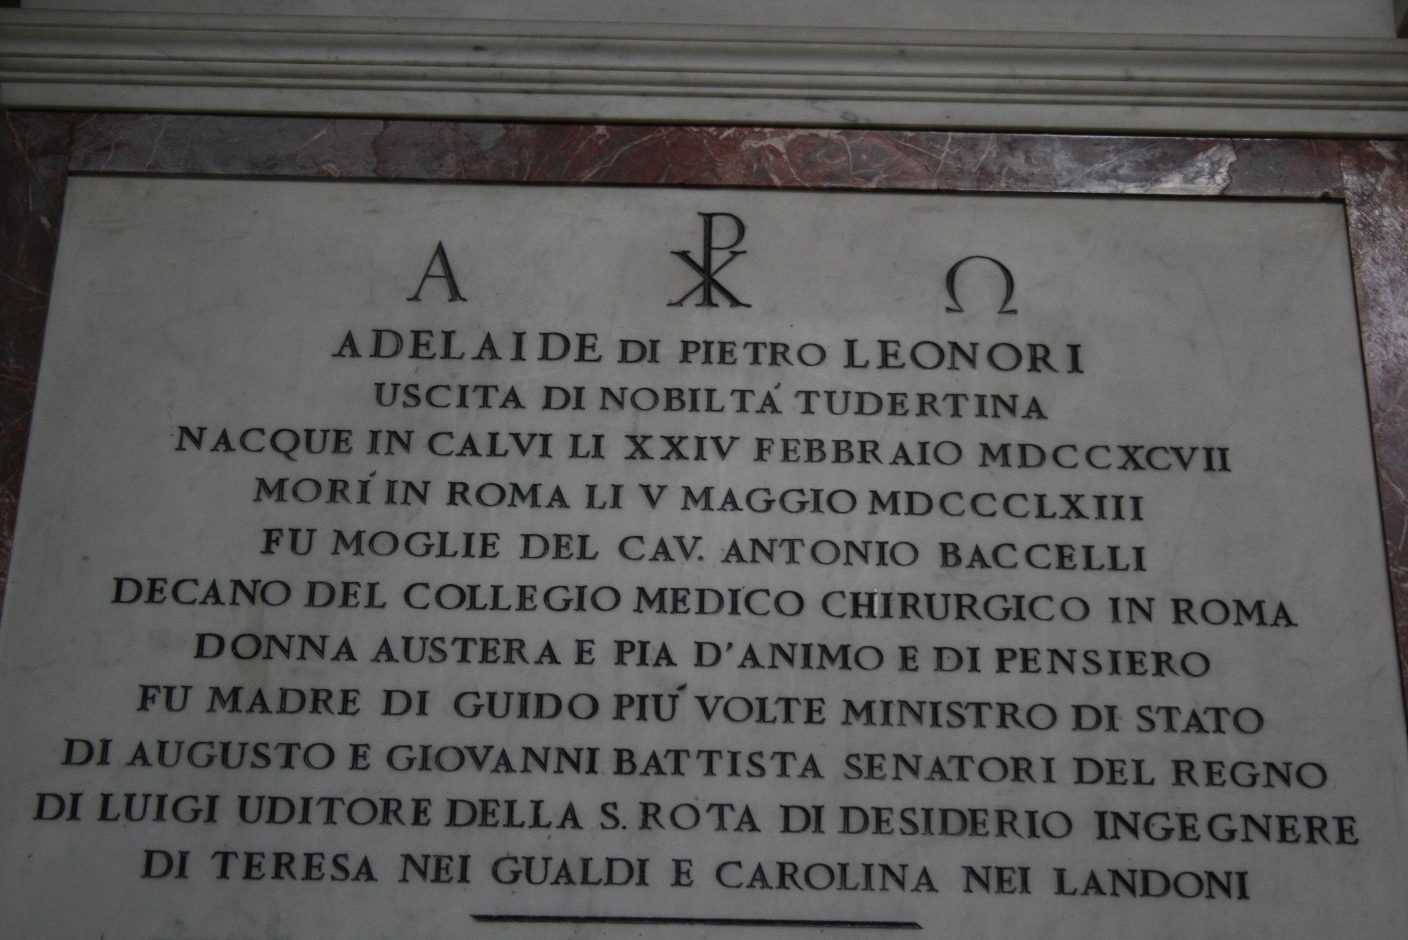 Α ☧ Ω
ADELAIDE DI PIETRO LEONORI
USCITA DI NOBILTÁ TUDERTINA
NACQUE IN CALVI LI XXIV FEBBRAIO MDCCXCVII
MORÍ IN ROMA LI V MAGGIO MDCCCLXIII
FU MOGLIE DEL CAV. ANTONIO BACCELLI
DECANO DEL COLLEGIO MEDICO CHIRURGICO IN ROMA
DONNA AUSTERA E PIA D'ANIMO E DI PENSIERO
FU MADRE DI GUIDO PIÚ VOLTE MINISTRO DI STATO
DI AUGUSTO E GIOVANNI BATTISTA SENATORI DEL REGNO
DI LUIGI UDITORE DELLA S. ROTA DI DESIDERIO INGEGNERE
DI TERESA NEI GUALDI E CAROLINA NEI LANDONI